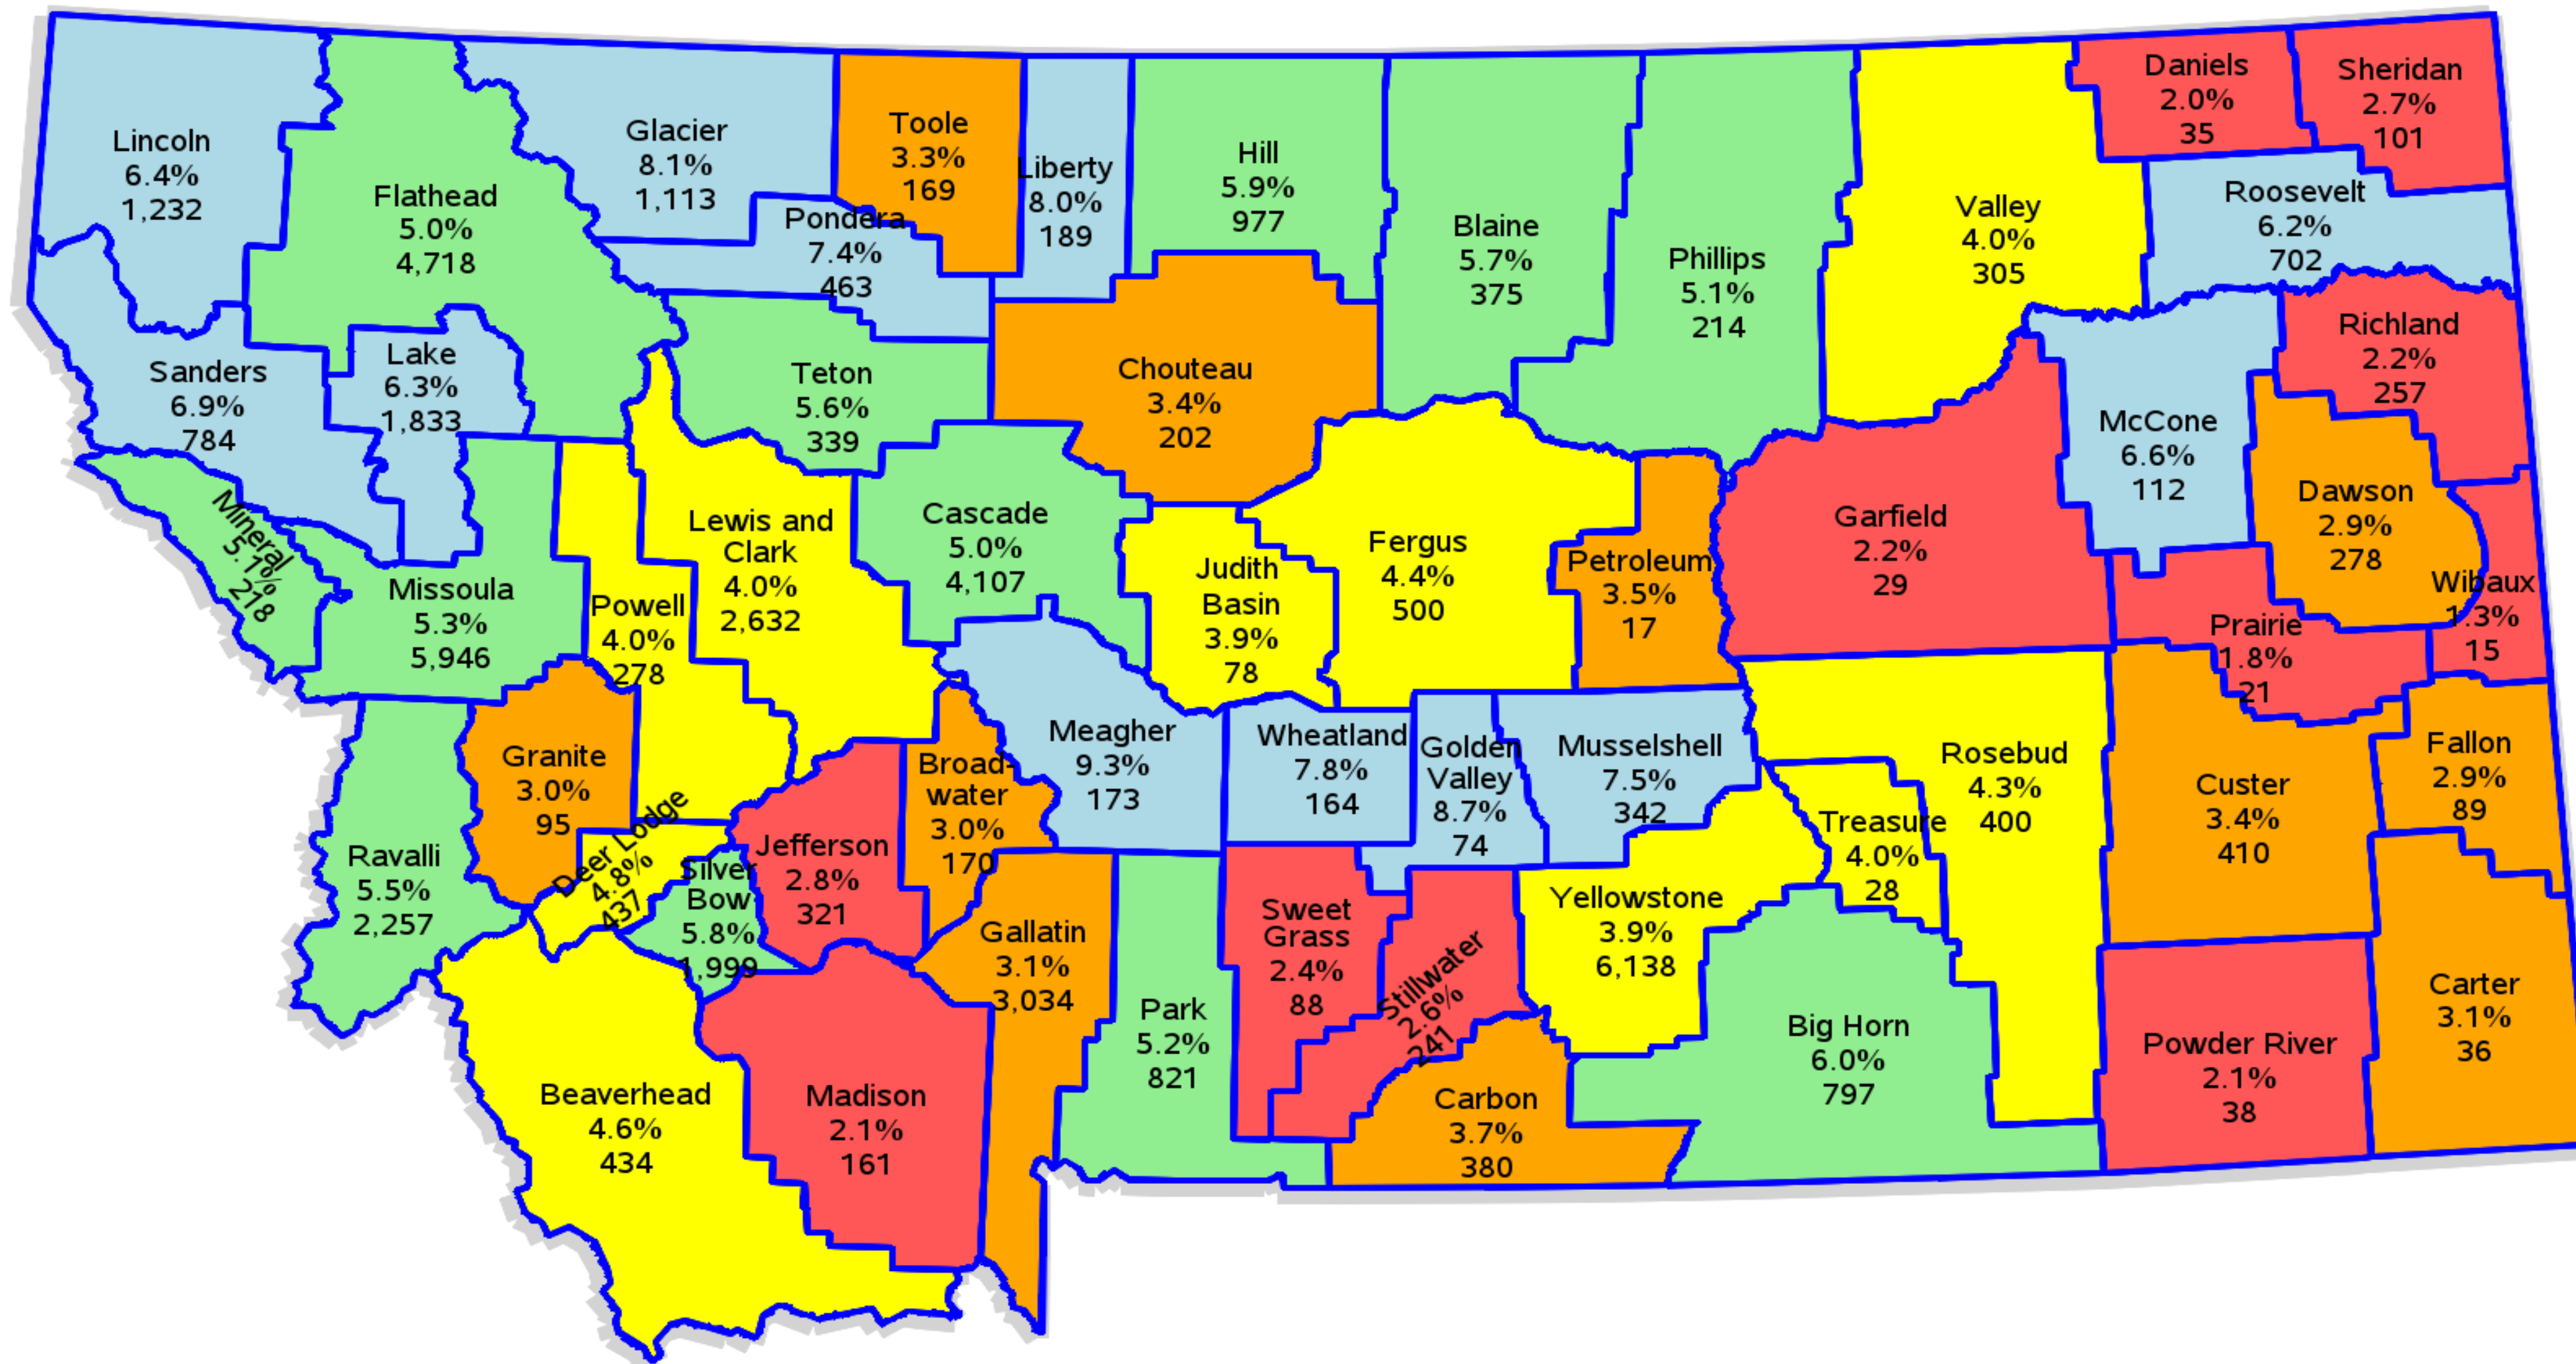 Lincoln
6.4%
1,232
Flathead
5.0%
4,718
Glacier
8.1%
1,113
Toole
3.3%
169
Liberty
8.0%
189
Hill
5.9%
977
Blaine
5.7%
375
Phillips
5.1%
214
Valley
4.0%
305
Daniels
2.0%
35
Sheridan
2.7%
101
Roosevelt
6.2%
702
Pondera
7.4%
463
Sanders
6.9%
784
Lake
6.3%
1,833
Teton
5.6%
339
Chouteau
3.4%
202
McCone
6.6%
112
Richland
2.2%
257
Dawson
2.9%
278
Mineral
5.1%
218
Missoula
5.3%
5,946
Powell
4.0%
278
Lewis and
Clark
4.0%
2,632
Cascade
5.0%
4,107
Judith
Basin
3.9%
78
Fergus
4.4%
500
Petroleum
3.5%
17
Garfield
2.2%
29
Prairie
1.8%
21
Wibaux
1.3%
15
Ravalli
5.5%
2,257
Granite
3.0%
95
Deer Lodge
4.8%
437
Silver
Bow
5.8%
1,999
Jefferson
2.8%
321
Broad-
water
3.0%
170
Meagher
9.3%
173
Wheatland
7.8%
164
Golden
Valley
8.7%
74
Musselshell
7.5%
342
Treasure
4.0%
28
Rosebud
4.3%
400
Custer
3.4%
410
Fallon
2.9%
89
Gallatin
3.1%
3,034
Park
5.2%
821
Sweet
Grass
2.4%
88
Stillwater
2.6%
241
Yellowstone
3.9%
6,138
Big Horn
6.0%
797
Powder River
2.1%
38
Carter
3.1%
36
Beaverhead
4.6%
434
Madison
2.1%
161
Carbon
3.7%
380